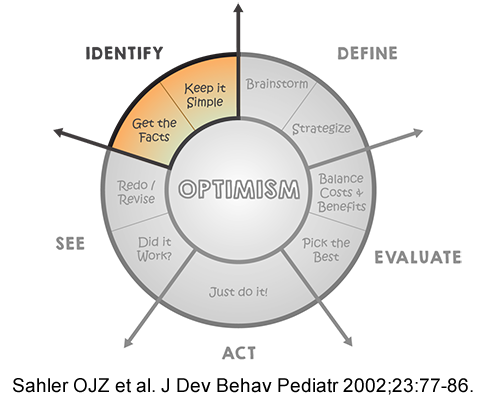 IDENTIFY
DEFINE
Keep it
Simple
Brainstorm
Get the
Facts
Strategize
Redo /
Revise
OPTIMISM
Balance
Costs &
Benefits
SEE
Did it
Work?
Pick the
Best
EVALUATE
Just do it!
ACT
Sahler OJZ et al. J Dev Behav Pediatr 2002;23:77-86.